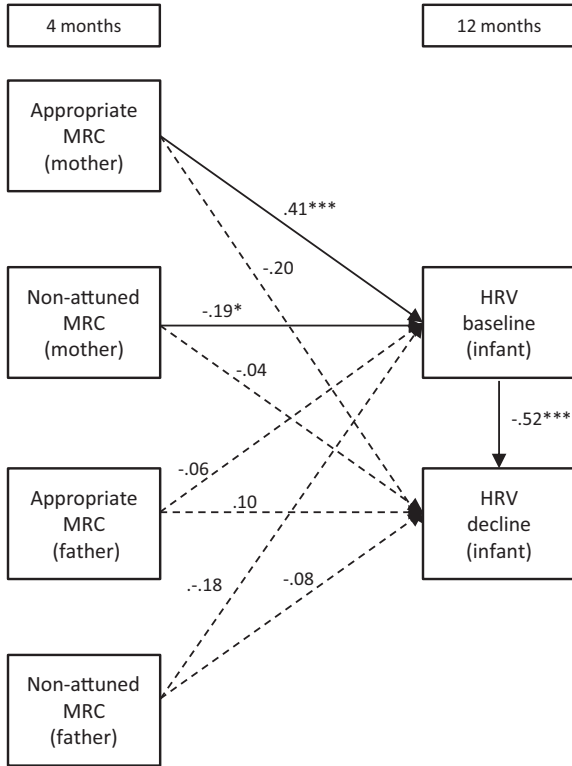 4 months
12 months
Appropriate
MRC
(mother)
.41***
-.20
Non-attuned
MRC
(mother)
-.19*
HRV
baseline
(infant)
-.04
-.52***
-.06
Appropriate
MRC
(father)
.10
HRV
decline
(infant)
.-.18
-.08
Non-attuned
MRC
(father)